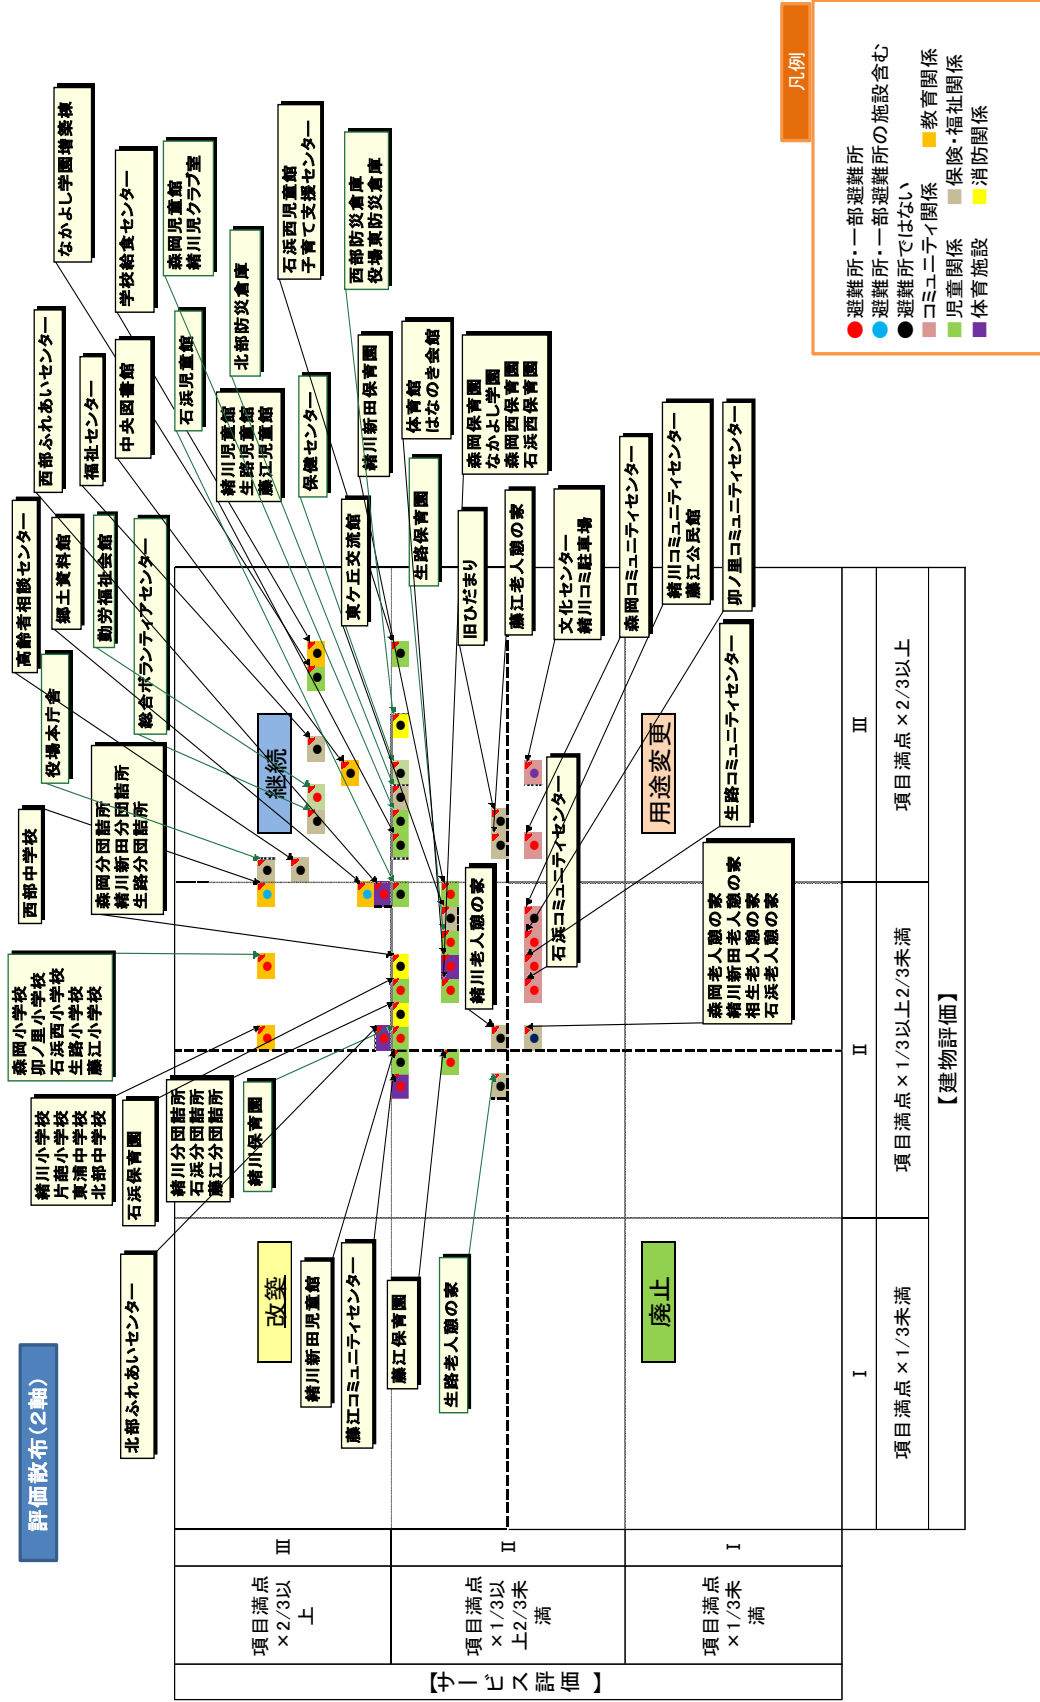 評価散布(2軸)
北部ふれあいセンター
緒川小学校
片葩小学校
東浦中学校
北部中学校
石浜保育園
緒川分団詰所
石浜分団詰所
藤江分団詰所
緒川保育園
森岡小学校
卯ノ里小学校
石浜西小学校
生路小学校
藤江小学校
西部中学校
森岡分団詰所
緒川新田分団詰所
生路分団詰所
役場本庁舎
高齢者相談センター
郷土資料館
勤労福祉会館
総合ボランティアセンター
西部ふれあいセンター
福祉センター
中央図書館
なかよし学園増築棟
学校給食センター
森岡児童館
緒川児クラブ室
石浜児童館
北部防災倉庫
緒川児童館
生路児童館
藤江児童館
保健センター
石浜西児童館
子育て支援センター
西部防災倉庫
役場東防災倉庫
東ケ丘交流館
緒川新田保育園
体育館
はなのき会館
生路保育園
森岡保育園
なかよし学園
森岡西保育園
石浜西保育園
旧ひだまり
藤江老人憩の家
文化センター
緒川コミ駐車場
森岡コミュニティセンター
緒川コミュニティセンター
藤江公民館
卯ノ里コミュニティセンター
生路コミュニティセンター
石浜コミュニティセンター
緒川老人憩の家
森岡老人憩の家
緒川新田老人憩の家
相生老人憩の家
石浜老人憩の家
緒川新田児童館
藤江コミュニティセンター
藤江保育園
生路老人憩の家
改築
継続
廃止
用途変更
【サービス評価 】
項目満点
×2/3以
上
Ⅲ
項目満点
×1/3以
上2/3未
満
Ⅱ
項目満点
×1/3未
満
Ⅰ
Ⅰ
Ⅱ
Ⅲ
項目満点×1/3未満
項目満点×1/3以上2/3未満
項目満点×2/3以上
【建物評価】
凡例
避難所・一部避難所
避難所・一部避難所の施設含む
避難所ではない
コミュニティ関係 教育関係
児童関係 保険・福祉関係
体育施設 消防関係